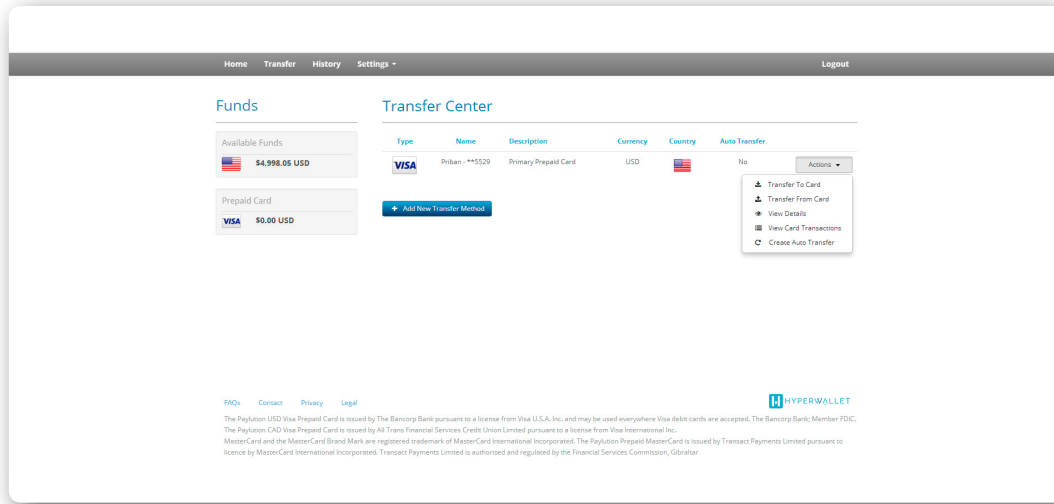 Home Transfer History Settings Logout
Funds
Available Funds
$4,998.05 USD
Prepaid Card
VISA $0.00 USD
Transfer Center
Type Name Description Currency Country Auto Transfer
VISA Priban - **5529 Primary Prepaid Card USD No Actions
Transfer To Card
Transfer From Card
View Details
View Card Transactions
Create Auto Transfer
+ Add New Transfer Method
FAQs Contact Privacy Legal
HYPERWALLET
The Paylution USD Visa Prepaid Card is issued by The Bancorp Bank pursuant to a license from Visa U.S.A. Inc. and may be used everywhere Visa debit cards are accepted. The Bancorp Bank; Member FDIC.
The Paylution CAD Visa Prepaid Card is issued by All Trans Financial Services Credit Union Limited pursuant to a license from Visa International Inc.
MasterCard and the MasterCard Brand Mark are registered trademark of MasterCard International Incorporated. The Paylution Prepaid MasterCard is issued by Transact Payments Limited pursuant to
licence by MasterCard International Incorporated. Transact Payments Limited is authorised and regulated by the Financial Services Commission, Gibraltar